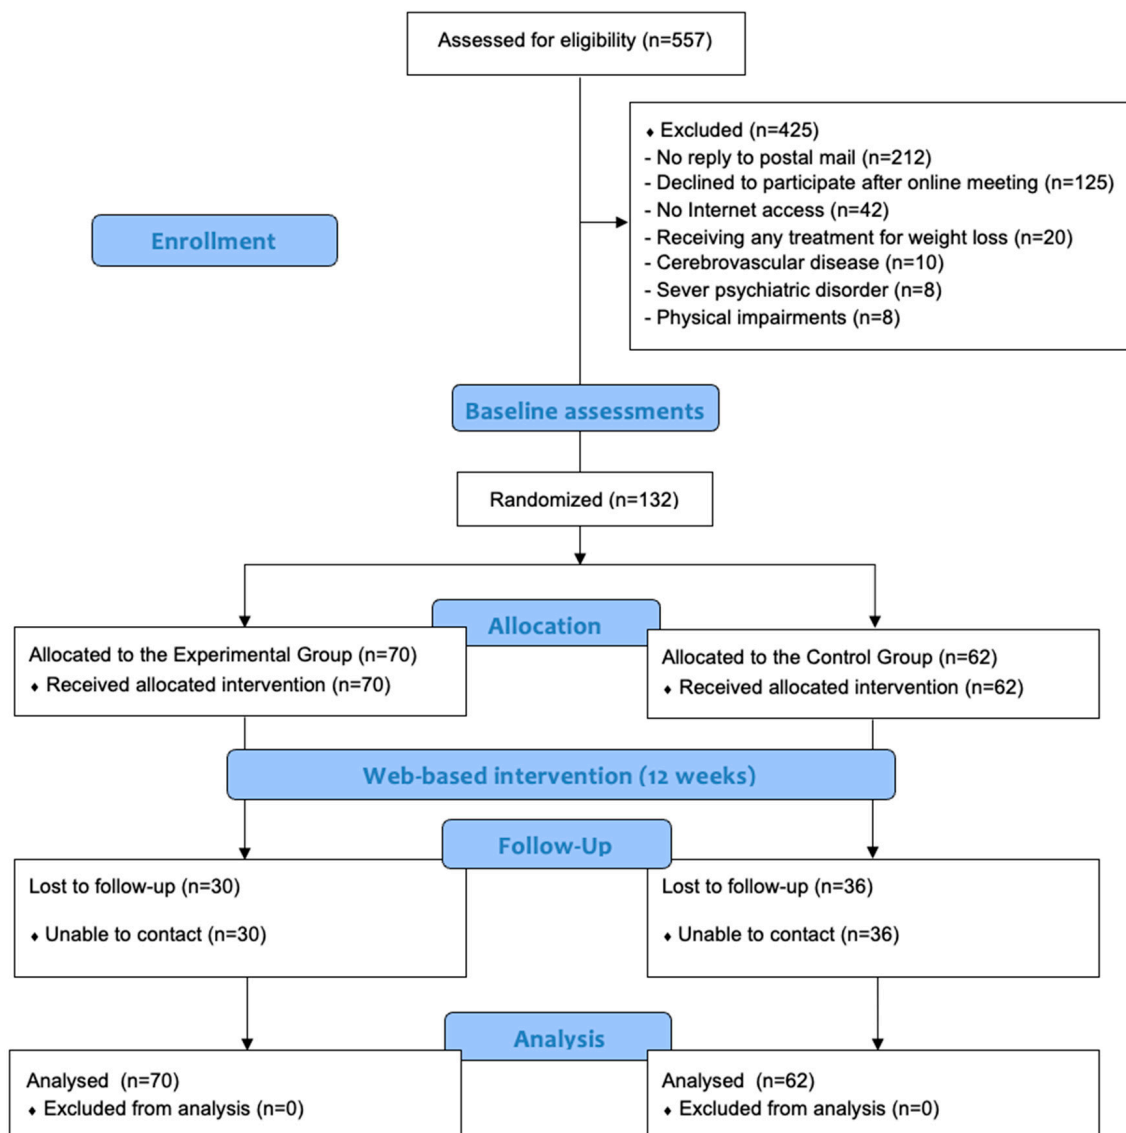 Assessed for eligibility (n=557)
♦ Excluded (n=425)
- No reply to postal mail (n=212)
- Declined to participate after online meeting (n=125)
- No Internet access (n=42)
- Receiving any treatment for weight loss (n=20)
- Cerebrovascular disease (n=10)
- Sever psychiatric disorder (n=8)
- Physical impairments (n=8)
Enrollment
Baseline assessments
Randomized (n=132)
Allocation
Allocated to the Experimental Group (n=70)
♦ Received allocated intervention (n=70)
Allocated to the Control Group (n=62)
♦ Received allocated intervention (n=62)
Web-based intervention (12 weeks)
Follow-Up
Lost to follow-up (n=30)
♦ Unable to contact (n=30)
Lost to follow-up (n=36)
♦ Unable to contact (n=36)
Analysis
Analysed (n=70)
♦ Excluded from analysis (n=0)
Analysed (n=62)
♦ Excluded from analysis (n=0)